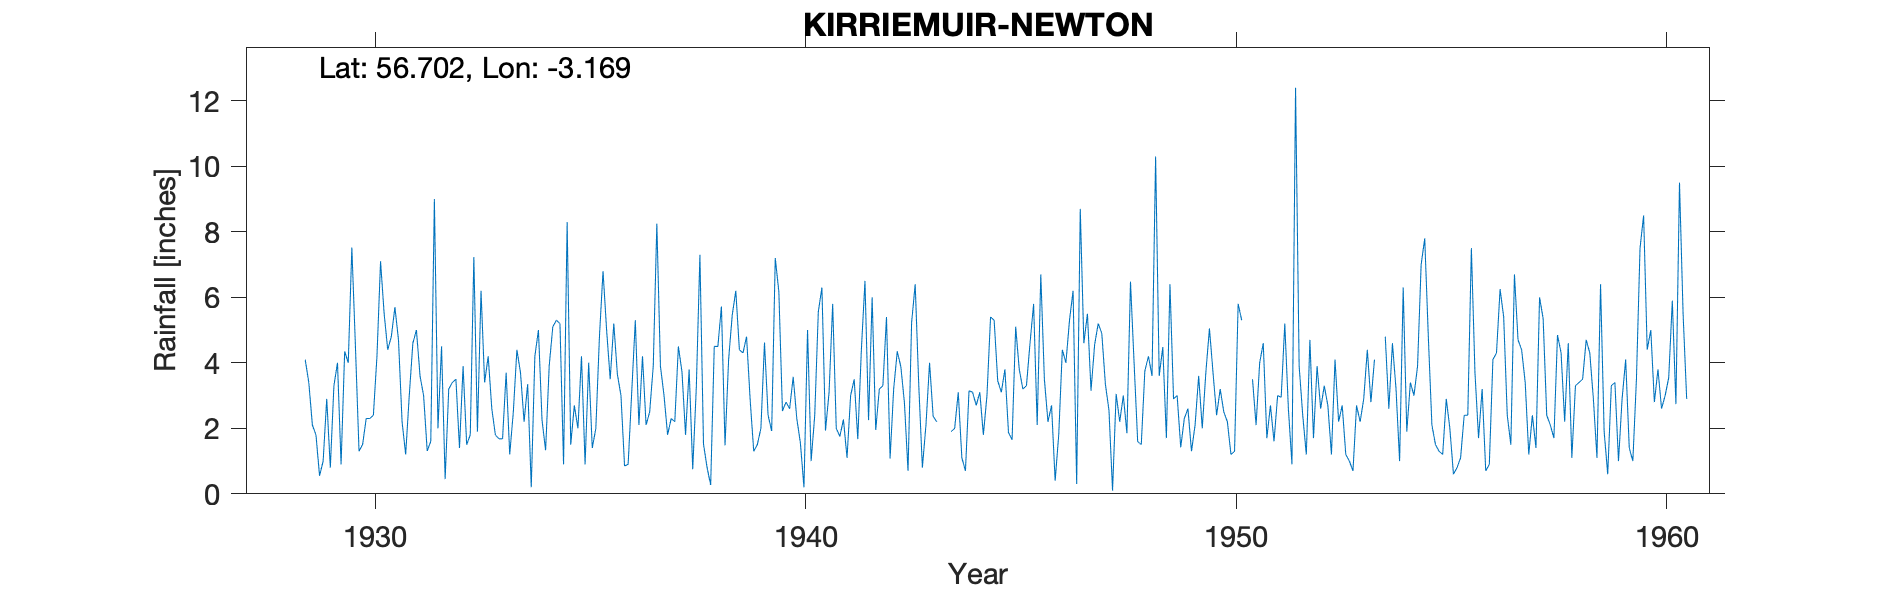 KIRRIEMUIR-NEWTON
Lat: 56.702, Lon: -3.169
Rainfall [inches]
12
10
8
6
4
2
0
1930 1940 1950 1960
Year